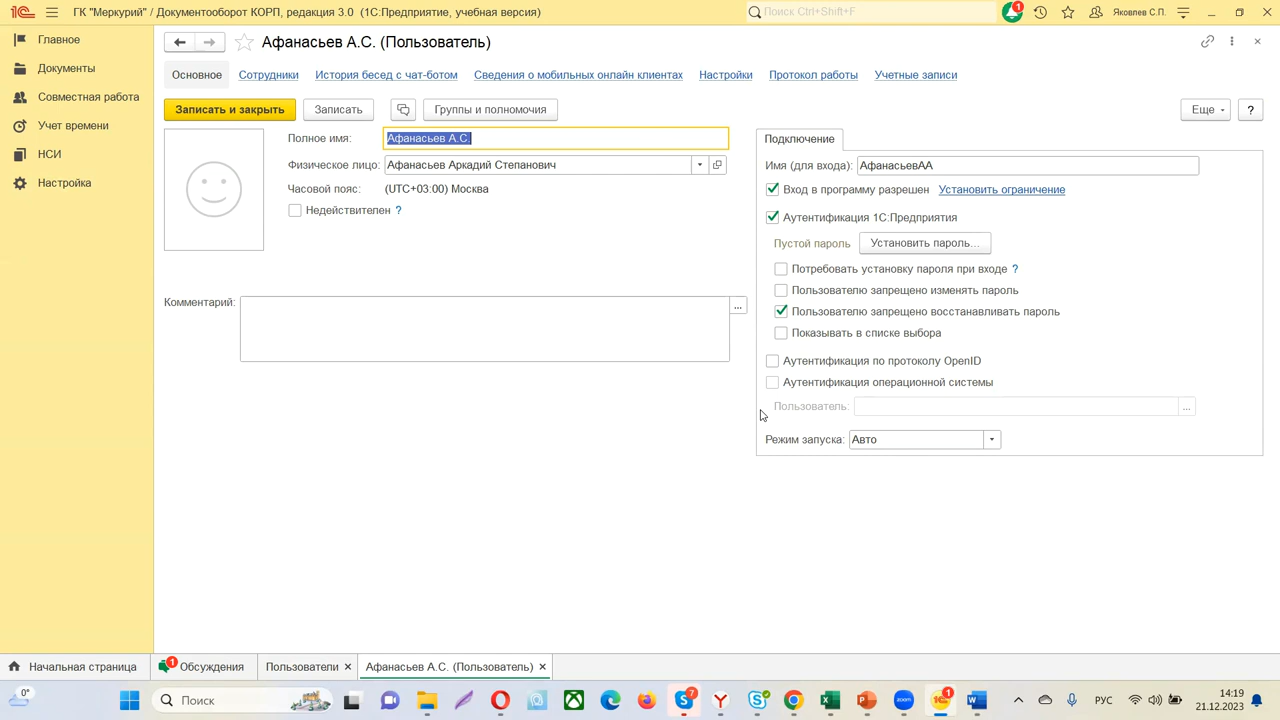 ГК "Меркурий" / Документооборот КОРП, редакция 3.0 (1С:Предприятие, учебная версия)
Поиск Ctrl+Shift+F
1
Яковлев С.П.
Главное
Документы
Совместная работа
Учет времени
НСИ
Настройка
Афанасьев А.С. (Пользователь)
Основное Сотрудники История бесед с чат-ботом Сведения о мобильных онлайн клиентах Настройки Протокол работы Учетные записи
Записать и закрыть Записать Группы и полномочия Еще ?
Полное имя: Афанасьев А.С.
Физическое лицо: Афанасьев Аркадий Степанович
Часовой пояс: (UTC+03:00) Москва
Недействителен ?
Комментарий: ...
Подключение
Имя (для входа): АфанасьевАА
Вход в программу разрешен Установить ограничение
Аутентификация 1С:Предприятия
Пустой пароль Установить пароль...
Потребовать установку пароля при входе ?
Пользователю запрещено изменять пароль
Пользователю запрещено восстанавливать пароль
Показывать в списке выбора
Аутентификация по протоколу OpenID
Аутентификация операционной системы
Пользователь: ...
Режим запуска: Авто
Начальная страница 1 Обсуждения Пользователи Афанасьев А.С. (Пользователь)
0°
Поиск
7
1
РУС
14:19
21.12.2023